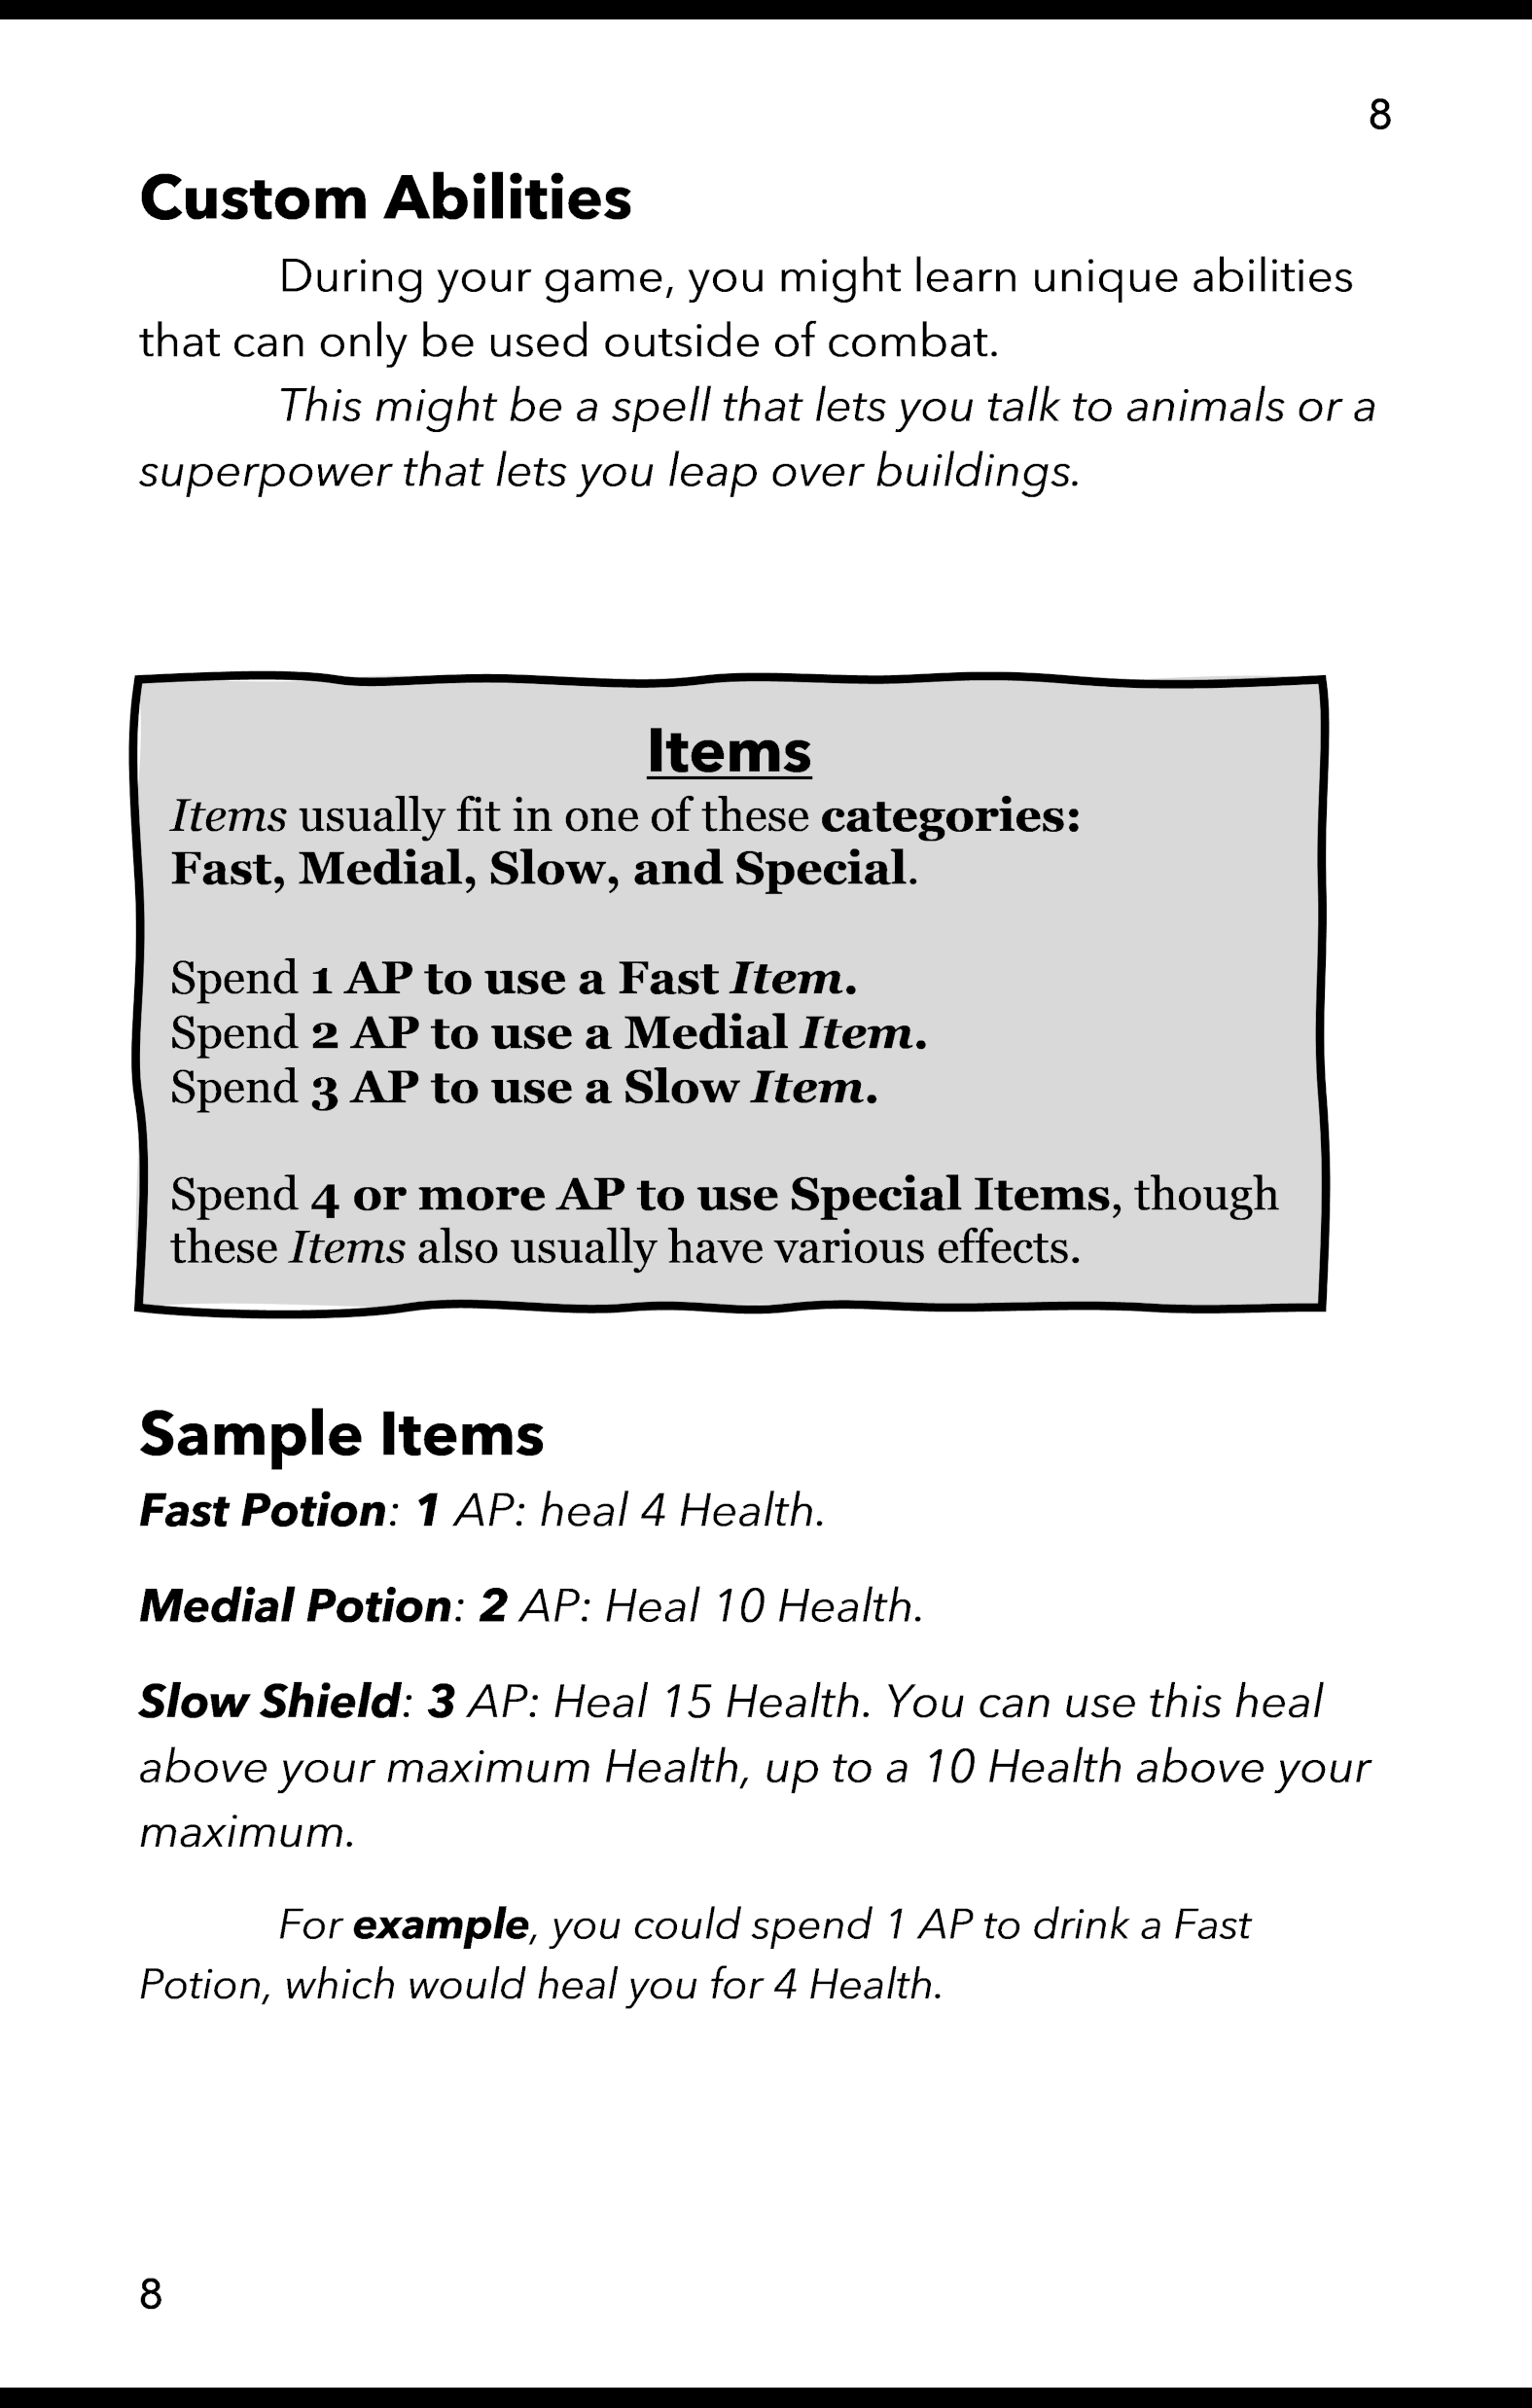 8
Custom Abilities
During your game, you might learn unique abilities
that can only be used outside of combat.
This might be a spell that lets you talk to animals or a
superpower that lets you leap over buildings.
Items
Items usually fit in one of these categories:
Fast, Medial, Slow, and Special.
Spend 1 AP to use a Fast Item.
Spend 2 AP to use a Medial Item.
Spend 3 AP to use a Slow Item.
Spend 4 or more AP to use Special Items, though
these Items also usually have various effects.
Sample Items
Fast Potion: 1 AP: heal 4 Health.
Medial Potion: 2 AP: Heal 10 Health.
Slow Shield: 3 AP: Heal 15 Health. You can use this heal
above your maximum Health, up to a 10 Health above your
maximum.
For example, you could spend 1 AP to drink a Fast
Potion, which would heal you for 4 Health.
8